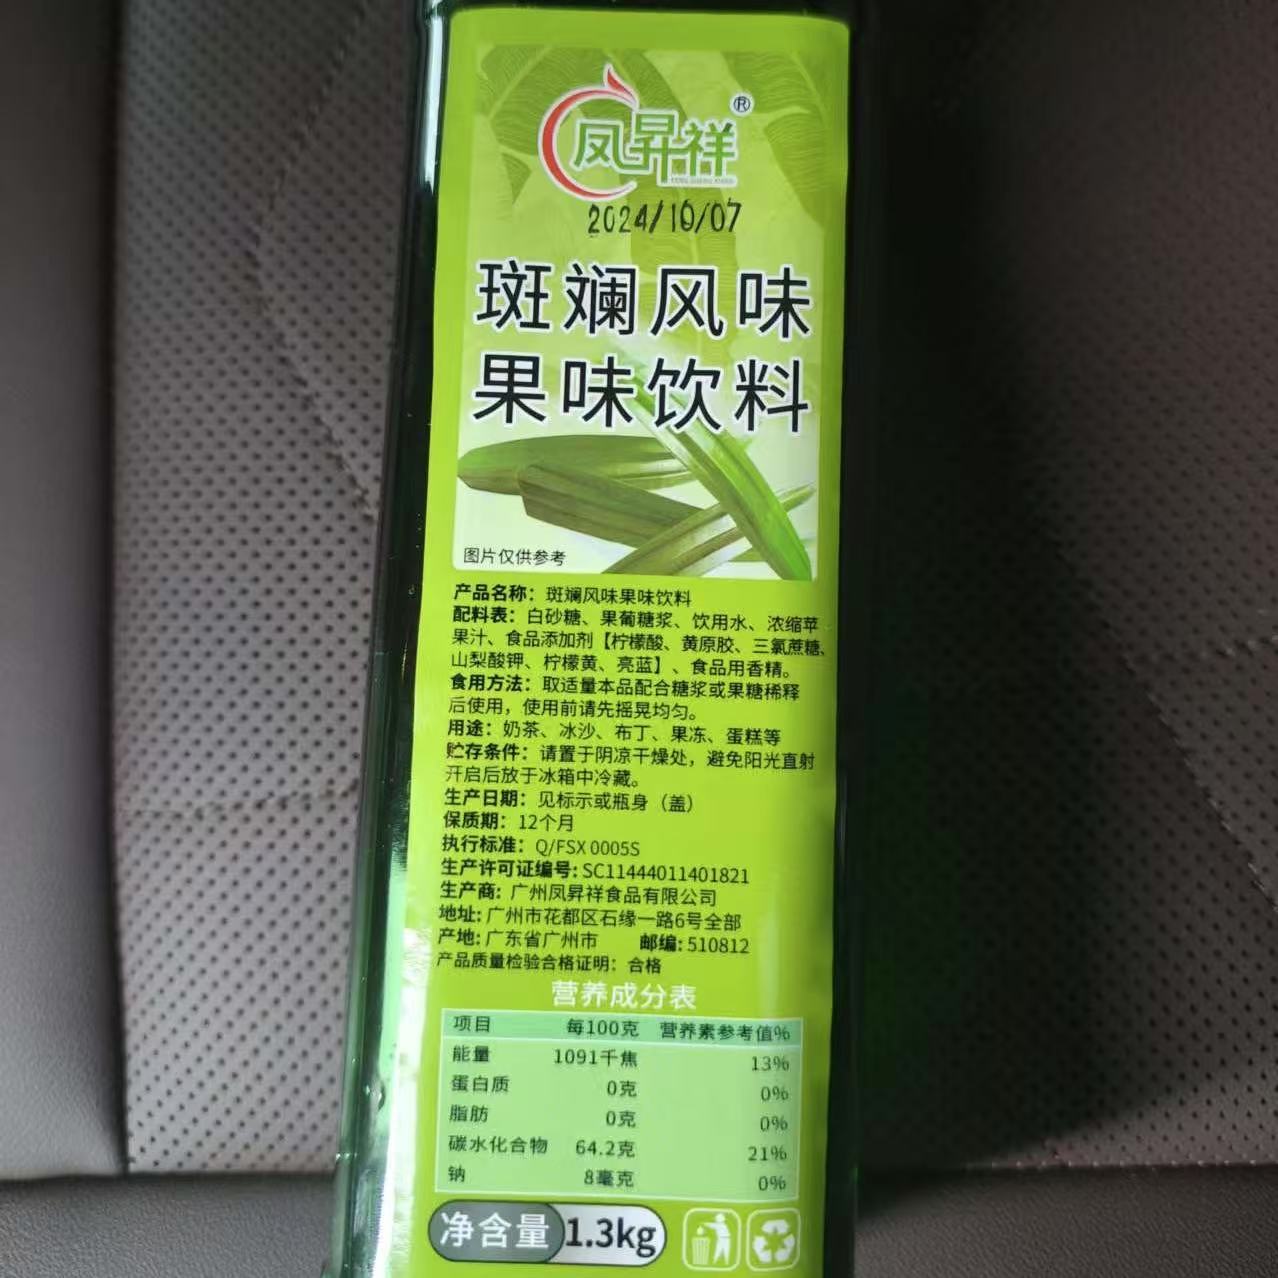 凤昇祥®
2024/10/07
斑斓风味
果味饮料
图片仅供参考
产品名称：斑斓风味果味饮料
配料表：白砂糖、果葡糖浆、饮用水、浓缩苹
果汁、食品添加剂【柠檬酸、黄原胶、三氯蔗糖、
山梨酸钾、柠檬黄、亮蓝】、食品用香精。
食用方法：取适量本品配合糖浆或果糖稀释
后使用，使用前请先摇晃均匀。
用途：奶茶、冰沙、布丁、果冻、蛋糕等
贮存条件：请置于阴凉干燥处，避免阳光直射
开启后放于冰箱中冷藏。
生产日期：见标示或瓶身（盖）
保质期：12个月
执行标准：Q/FSX 0005S
生产许可证编号：SC11444011401821
生产商：广州凤昇祥食品有限公司
地址：广州市花都区石缘一路6号全部
产地：广东省广州市 邮编：510812
产品质量检验合格证明：合格
营养成分表
项目 每100克 营养素参考值%
能量 1091千焦 13%
蛋白质 0克 0%
脂肪 0克 0%
碳水化合物 64.2克 21%
钠 8毫克 0%
净含量 1.3kg